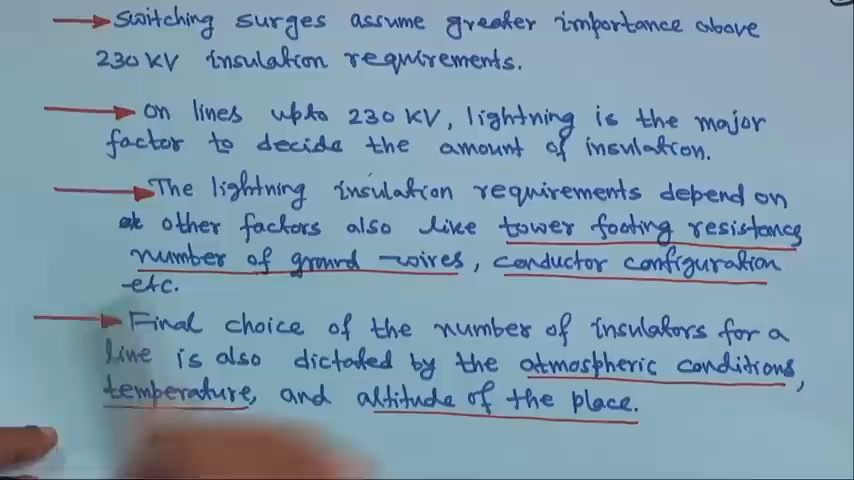 switching surges assume greater importance above
230 KV insulation requirements.
On lines upto 230 KV, lightning is the major
factor to decide the amount of insulation.
The lightning insulation requirements depend on
other factors also like tower footing resistance
number of ground wires, conductor configuration
etc.
Final choice of the number of insulators for a
line is also dictated by the atmospheric conditions,
temperature, and altitude of the place.